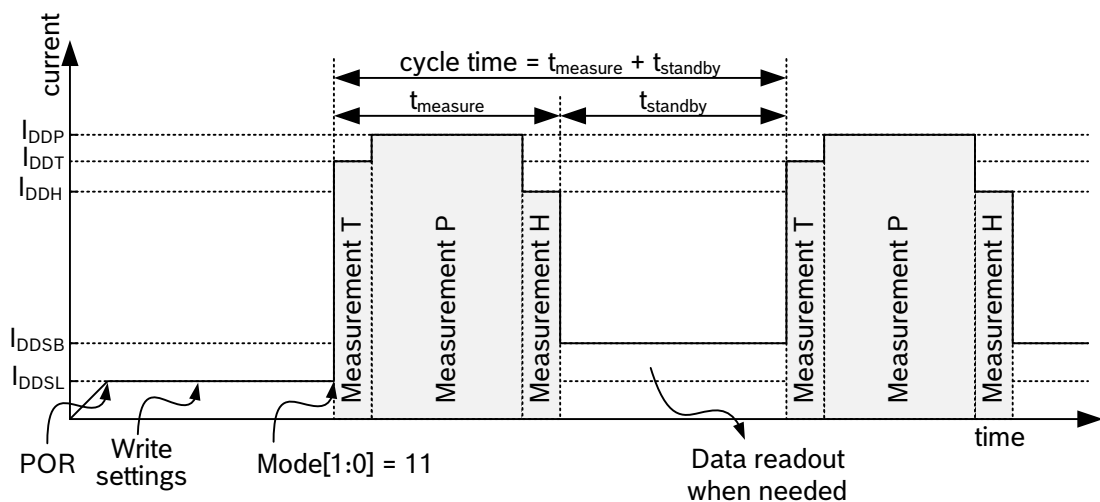 current
cycle time = tmeasure + tstandby
tmeasure
tstandby
IDDP
IDDT
IDDH
IDDSB
IDDSL
Measurement T
Measurement P
Measurement H
Measurement T
Measurement P
Measurement H
time
POR
Write
settings
Mode[1:0] = 11
Data readout
when needed